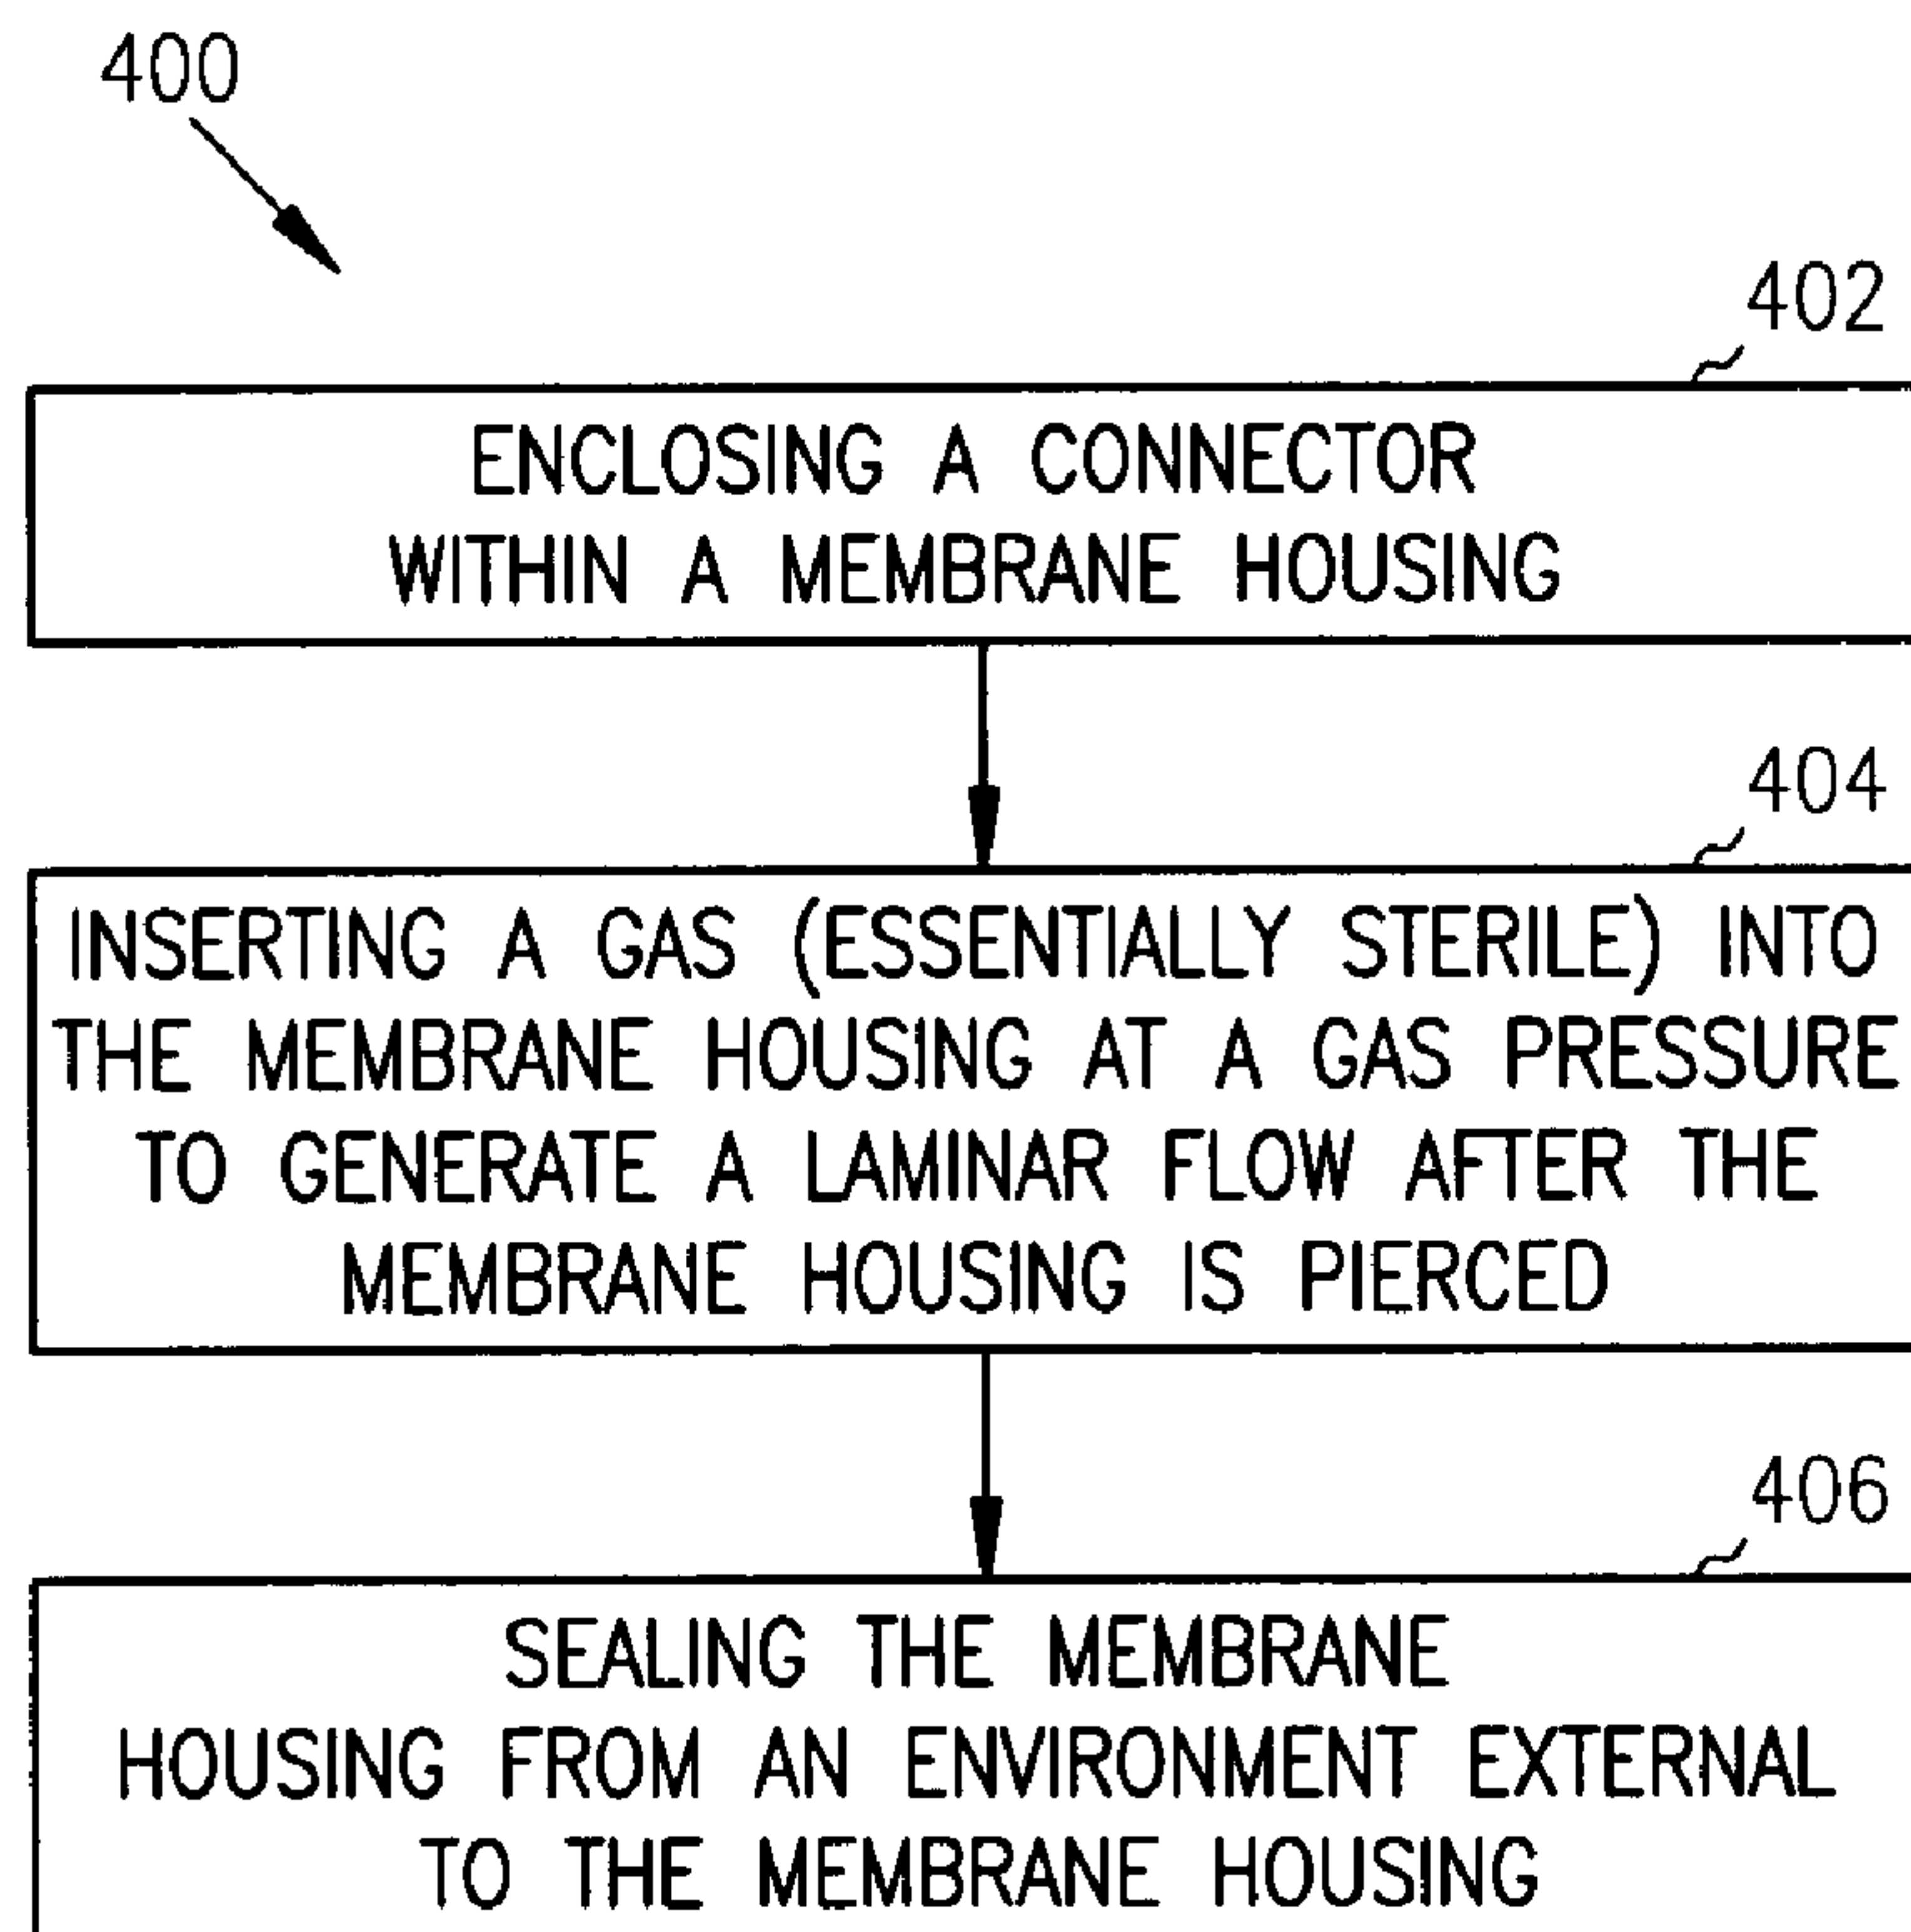 400
402
ENCLOSING A CONNECTOR
WITHIN A MEMBRANE HOUSING
404
INSERTING A GAS (ESSENTIALLY STERILE) INTO
THE MEMBRANE HOUSING AT A GAS PRESSURE
TO GENERATE A LAMINAR FLOW AFTER THE
MEMBRANE HOUSING IS PIERCED
406
SEALING THE MEMBRANE
HOUSING FROM AN ENVIRONMENT EXTERNAL
TO THE MEMBRANE HOUSING